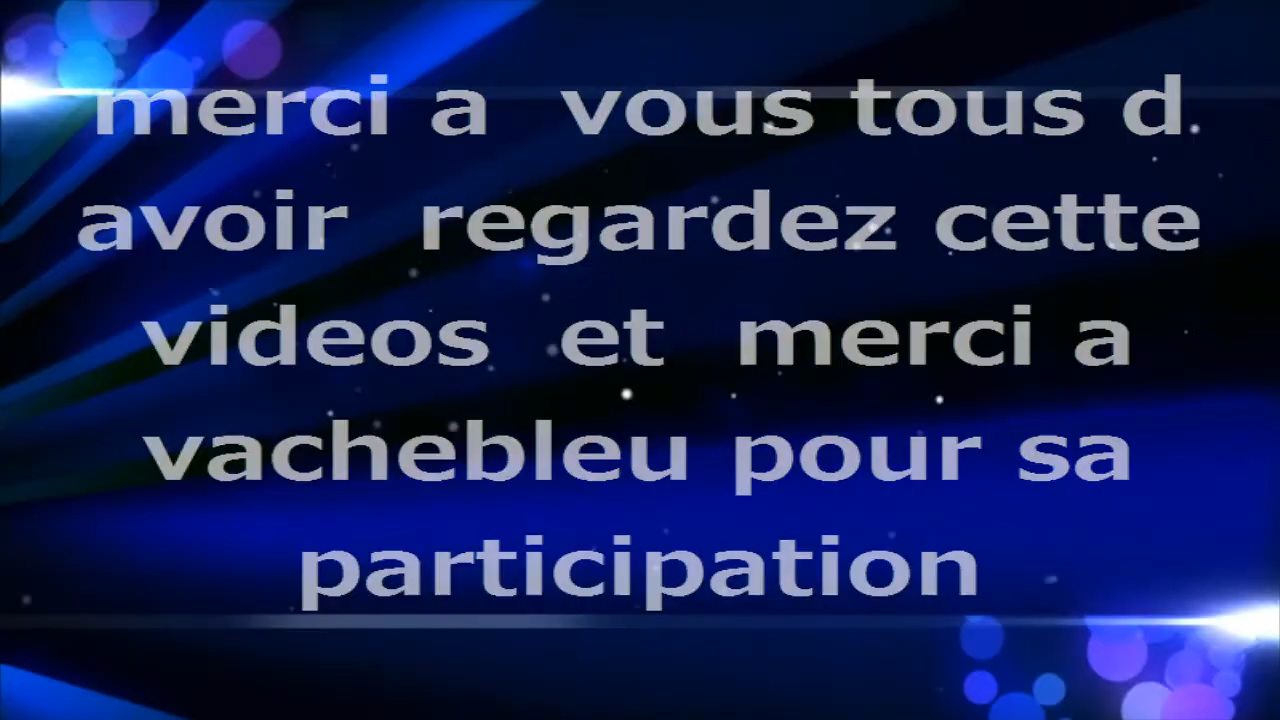 merci a vous tous d
avoir regardez cette
videos et merci a
vachebleu pour sa
participation